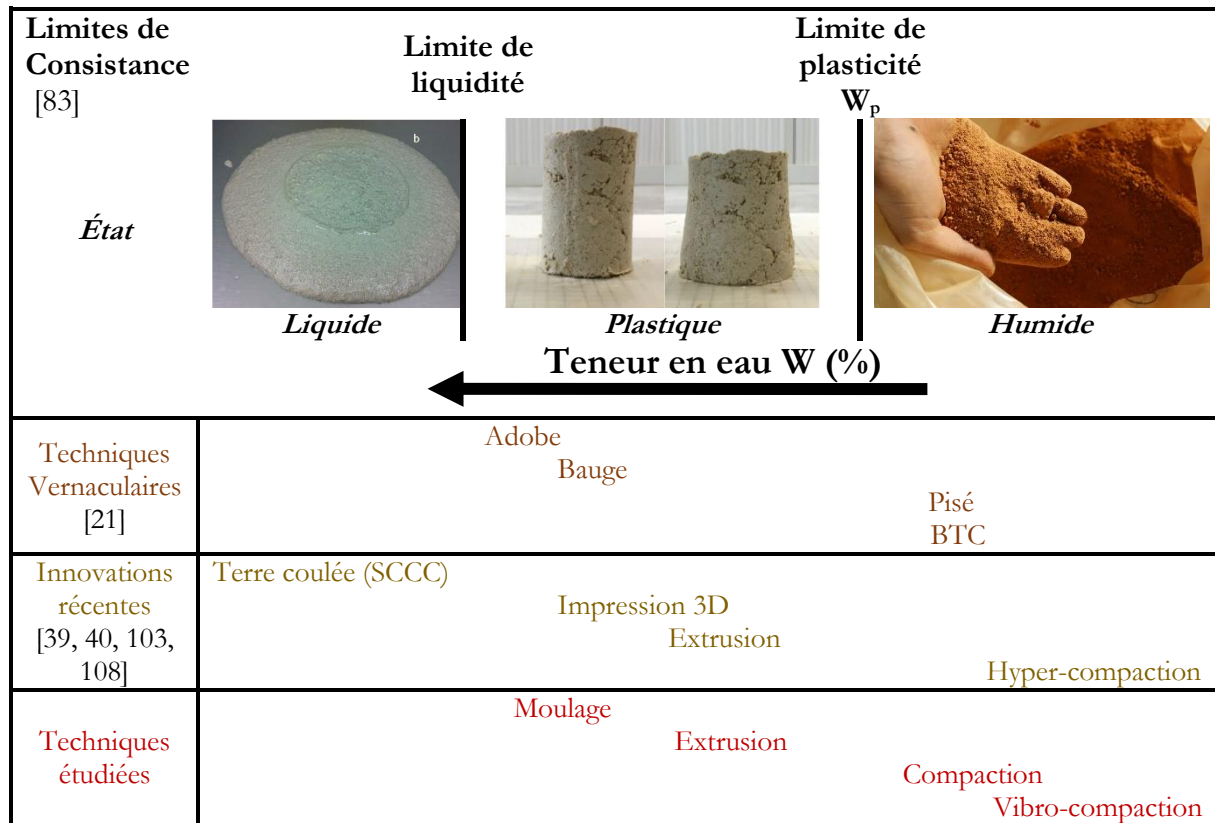 Limites de
Consistance
[83]
Limite de
liquidité
Limite de
plasticité
Wp
b
État
Liquide
Plastique
Humide
Teneur en eau W (%)
Techniques
Vernaculaires
[21]
Adobe
Bauge
Pisé
BTC
Innovations
récentes
[39, 40, 103,
108]
Terre coulée (SCCC)
Impression 3D
Extrusion
Hyper-compaction
Techniques
étudiées
Moulage
Extrusion
Compaction
Vibro-compaction